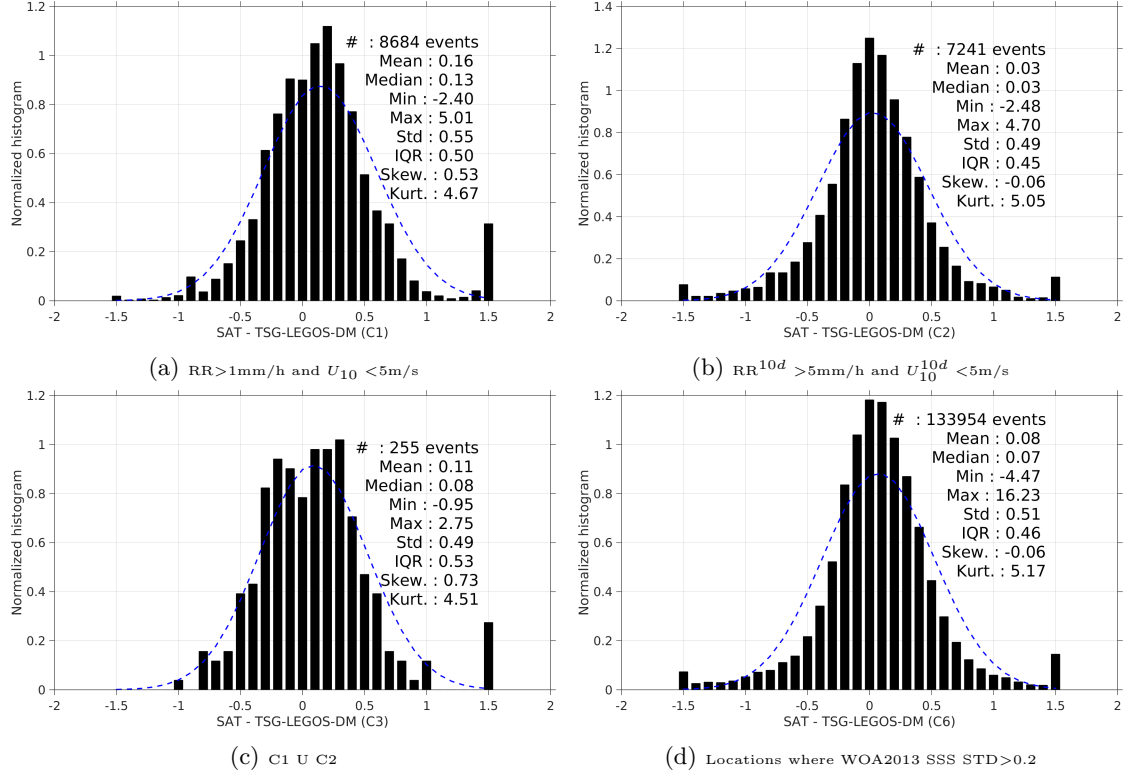 1.2
1
0.8
0.6
0.4
0.2
0
Normalized histogram
# : 8684 events
Mean : 0.16
Median : 0.13
Min : -2.40
Max : 5.01
Std : 0.55
IQR : 0.50
Skew. : 0.53
Kurt. : 4.67
-2 -1.5 -1 -0.5 0 0.5 1 1.5 2
SAT - TSG-LEGOS-DM (C1)
(a) RR>1mm/h and U10 <5m/s
1.4
1.2
1
0.8
0.6
0.4
0.2
0
Normalized histogram
# : 7241 events
Mean : 0.03
Median : 0.03
Min : -2.48
Max : 4.70
Std : 0.49
IQR : 0.45
Skew. : -0.06
Kurt. : 5.05
-2 -1.5 -1 -0.5 0 0.5 1 1.5 2
SAT - TSG-LEGOS-DM (C2)
(b) RR10d >5mm/h and U10d10 <5m/s
1.2
1
0.8
0.6
0.4
0.2
0
Normalized histogram
# : 255 events
Mean : 0.11
Median : 0.08
Min : -0.95
Max : 2.75
Std : 0.49
IQR : 0.53
Skew. : 0.73
Kurt. : 4.51
-2 -1.5 -1 -0.5 0 0.5 1 1.5 2
SAT - TSG-LEGOS-DM (C3)
(c) C1 U C2
1.2
1
0.8
0.6
0.4
0.2
0
Normalized histogram
# : 133954 events
Mean : 0.08
Median : 0.07
Min : -4.47
Max : 16.23
Std : 0.51
IQR : 0.46
Skew. : -0.06
Kurt. : 5.17
-2 -1.5 -1 -0.5 0 0.5 1 1.5 2
SAT - TSG-LEGOS-DM (C6)
(d) Locations where WOA2013 SSS STD>0.2